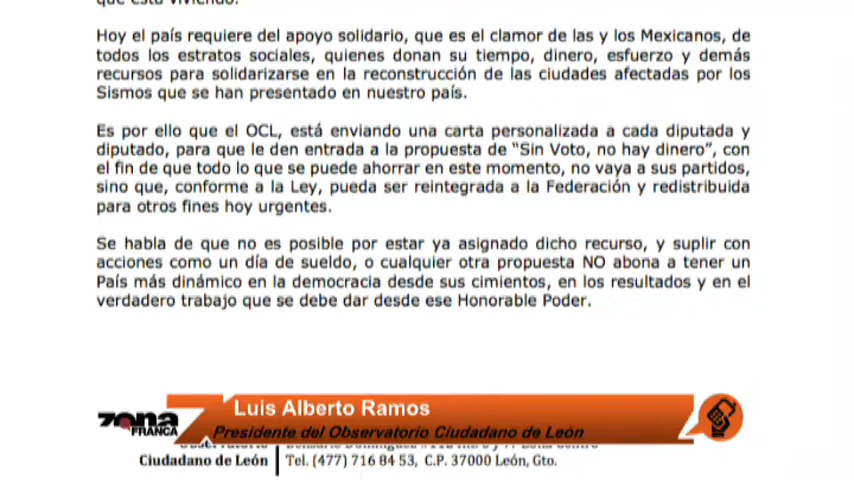 que está viviendo.
Hoy el país requiere del apoyo solidario, que es el clamor de las y los Mexicanos, de
todos los estratos sociales, quienes donan su tiempo, dinero, esfuerzo y demás
recursos para solidarizarse en la reconstrucción de las ciudades afectadas por los
Sismos que se han presentado en nuestro país.
Es por ello que el OCL, está enviando una carta personalizada a cada diputada y
diputado, para que le den entrada a la propuesta de “Sin Voto, no hay dinero”, con
el fin de que todo lo que se puede ahorrar en este momento, no vaya a sus partidos,
sino que, conforme a la Ley, pueda ser reintegrada a la Federación y redistribuida
para otros fines hoy urgentes.
Se habla de que no es posible por estar ya asignado dicho recurso, y suplir con
acciones como un día de sueldo, o cualquier otra propuesta NO abona a tener un
País más dinámico en la democracia desde sus cimientos, en los resultados y en el
verdadero trabajo que se debe dar desde ese Honorable Poder.
zona
FRANCA
Luis Alberto Ramos
Presidente del Observatorio Ciudadano de León
Ciudadano de León
Tel. (477) 716 84 53, C.P. 37000 León, Gto.